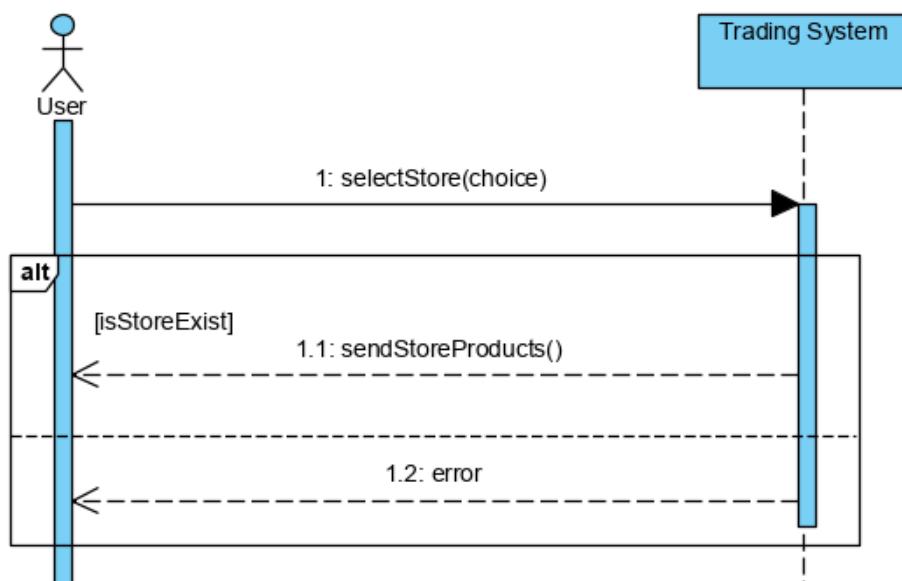 Trading System
User
1: selectStore(choice)
alt
[isStoreExist]
1.1: sendStoreProducts()
1.2: error